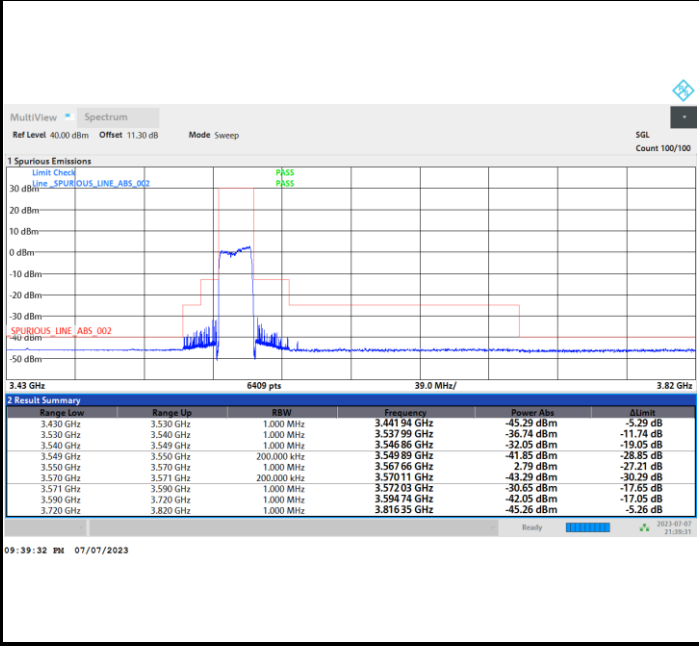 MultiView Spectrum
Ref Level 40.00 dBm Offset 11.30 dB Mode Sweep SGL
Count 100/100
1 Spurious Emissions
Limit Check PASS
Line _SPURIOUS_LINE_ABS_002 PASS
30 dBm
20 dBm
10 dBm
0 dBm
-10 dBm
-20 dBm
-30 dBm
SPURIOUS_LINE_ABS_002
-40 dBm
-50 dBm
3.43 GHz 6409 pts 39.0 MHz/ 3.82 GHz
2 Result Summary
Range Low Range Up RBW Frequency Power Abs ΔLimit
3.430 GHz 3.530 GHz 1.000 MHz 3.441 94 GHz -45.29 dBm -5.29 dB
3.530 GHz 3.540 GHz 1.000 MHz 3.537 99 GHz -36.74 dBm -11.74 dB
3.540 GHz 3.549 GHz 1.000 MHz 3.546 86 GHz -32.05 dBm -19.05 dB
3.549 GHz 3.550 GHz 200.000 kHz 3.549 89 GHz -41.85 dBm -28.85 dB
3.550 GHz 3.570 GHz 1.000 MHz 3.567 66 GHz 2.79 dBm -27.21 dB
3.570 GHz 3.571 GHz 200.000 kHz 3.570 11 GHz -43.29 dBm -30.29 dB
3.571 GHz 3.590 GHz 1.000 MHz 3.572 03 GHz -30.65 dBm -17.65 dB
3.590 GHz 3.720 GHz 1.000 MHz 3.594 74 GHz -42.05 dBm -17.05 dB
3.720 GHz 3.820 GHz 1.000 MHz 3.816 35 GHz -45.26 dBm -5.26 dB
Ready 2023-07-07
21:39:31
09:39:32 PM 07/07/2023